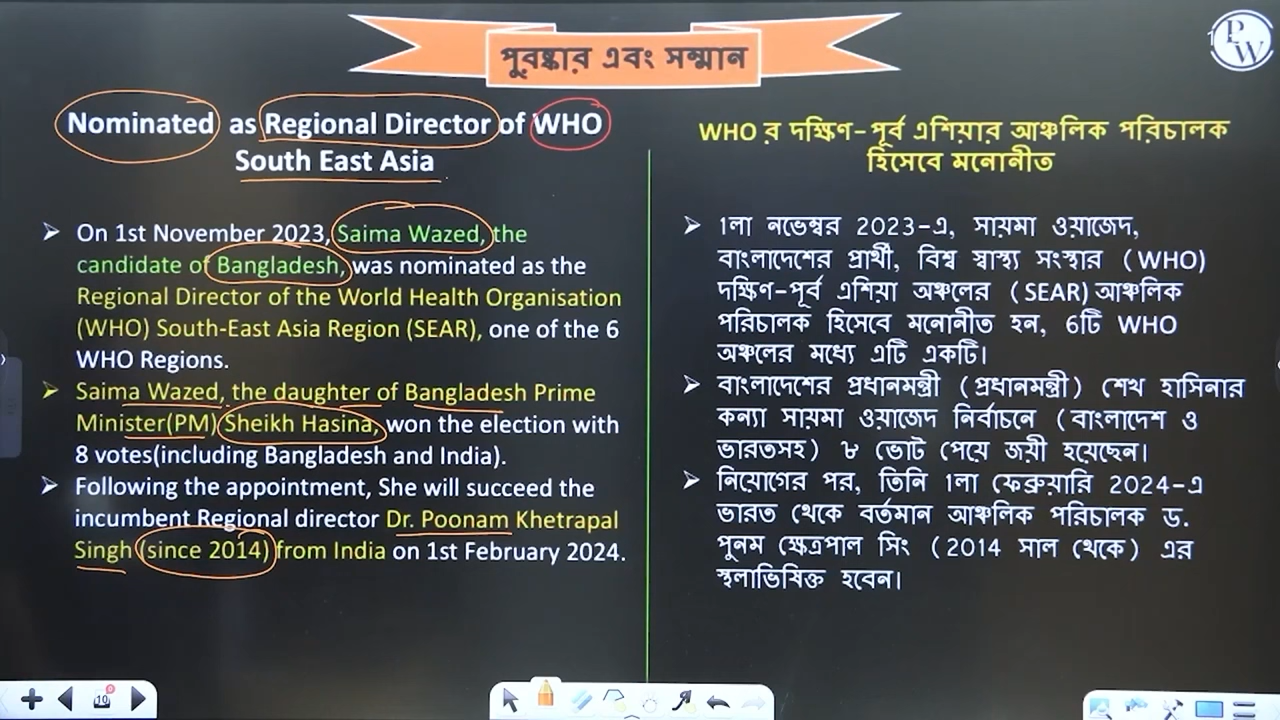 পুরষ্কার এবং সম্মান
PW
Nominated as Regional Director of WHO
South East Asia
On 1st November 2023, Saima Wazed, the
candidate of Bangladesh, was nominated as the
Regional Director of the World Health Organisation
(WHO) South-East Asia Region (SEAR), one of the 6
WHO Regions.
Saima Wazed, the daughter of Bangladesh Prime
Minister(PM) Sheikh Hasina, won the election with
8 votes(including Bangladesh and India).
Following the appointment, She will succeed the
incumbent Regional director Dr. Poonam Khetrapal
Singh (since 2014) from India on 1st February 2024.
WHO র দক্ষিণ-পূর্ব এশিয়ার আঞ্চলিক পরিচালক
হিসেবে মনোনীত
1লা নভেম্বর 2023-এ, সায়মা ওয়াজেদ,
বাংলাদেশের প্রার্থী, বিশ্ব স্বাস্থ্য সংস্থার (WHO)
দক্ষিণ-পূর্ব এশিয়া অঞ্চলের (SEAR) আঞ্চলিক
পরিচালক হিসেবে মনোনীত হন, 6টি WHO
অঞ্চলের মধ্যে এটি একটি।
বাংলাদেশের প্রধানমন্ত্রী (প্রধানমন্ত্রী) শেখ হাসিনার
কন্যা সায়মা ওয়াজেদ নির্বাচনে (বাংলাদেশ ও
ভারতসহ) ৮ ভোট পেয়ে জয়ী হয়েছেন।
নিয়োগের পর, তিনি 1লা ফেব্রুয়ারি 2024-এ
ভারত থেকে বর্তমান আঞ্চলিক পরিচালক ড.
পুনম ক্ষেত্রপাল সিং (2014 সাল থেকে) এর
স্থলাভিষিক্ত হবেন।
10